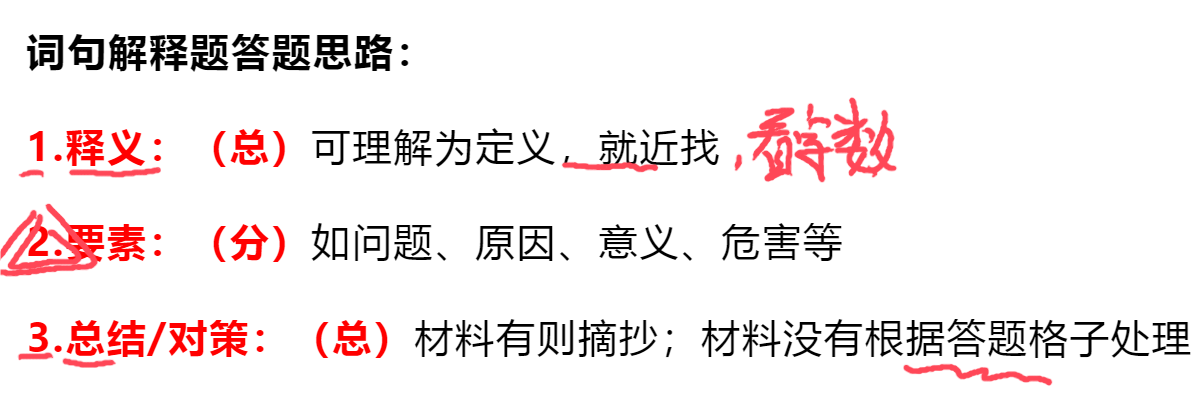 词句解释题答题思路：
1.释义：（总）可理解为定义，就近找，看字数
2.要素：（分）如问题、原因、意义、危害等
3.总结/对策：（总）材料有则摘抄；材料没有根据答题格子处理